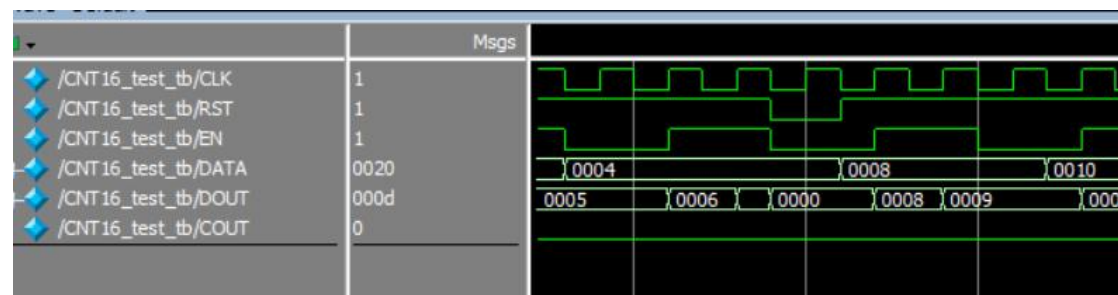 Msgs
/CNT16_test_tb/CLK 1
/CNT16_test_tb/RST 1
/CNT16_test_tb/EN 1
/CNT16_test_tb/DATA 0020 0004 0008 0010
/CNT16_test_tb/DOUT 000d 0005 0006 0000 0008 0009 000
/CNT16_test_tb/COUT 0